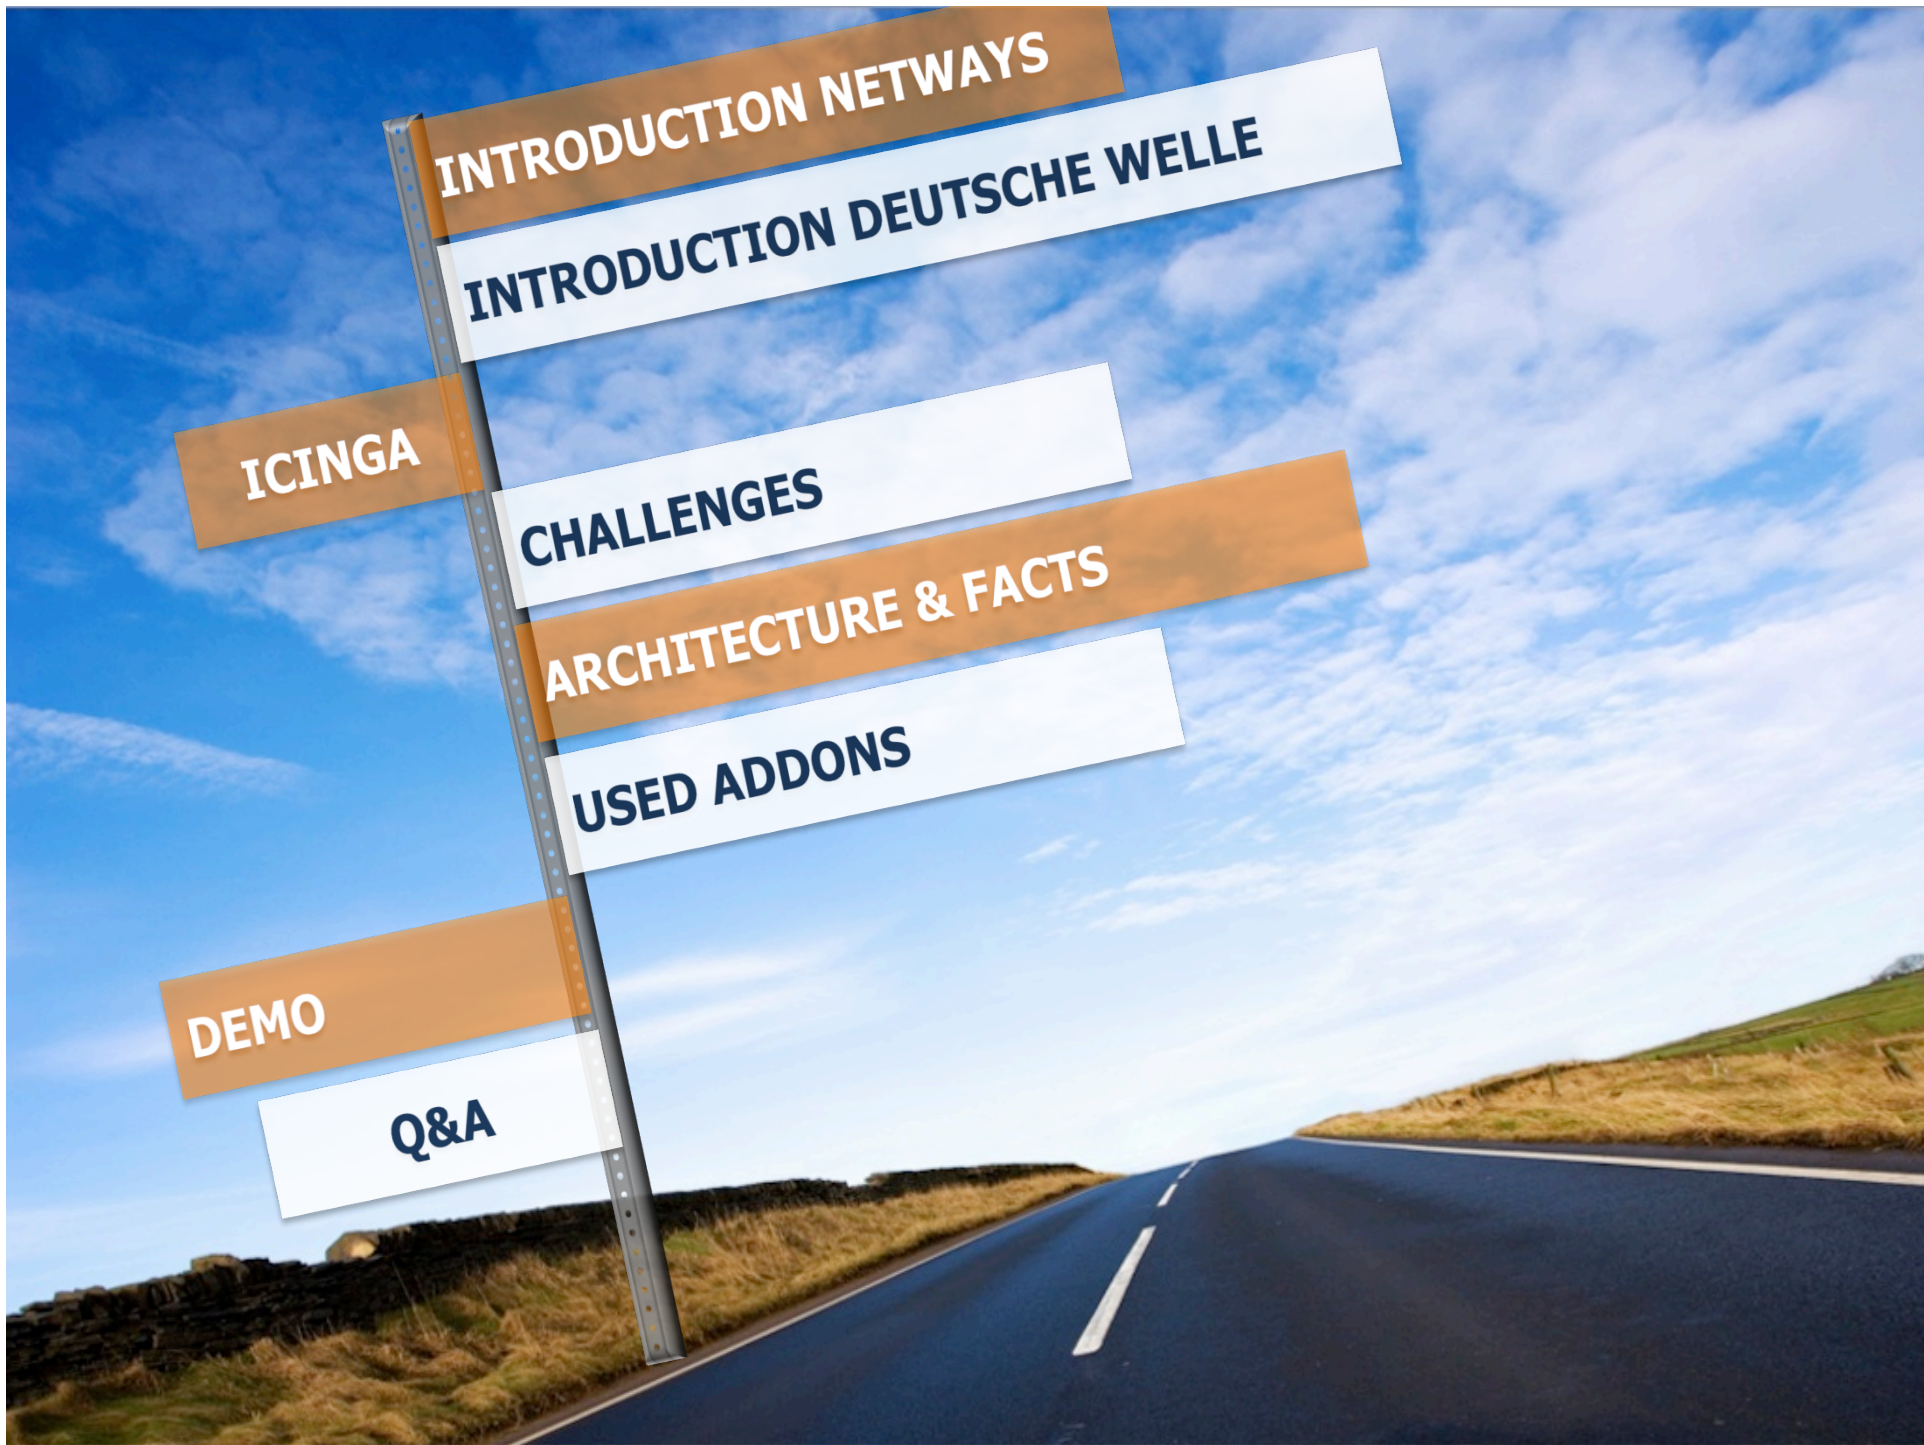 INTRODUCTION NETWAYS
INTRODUCTION DEUTSCHE WELLE
ICINGA
CHALLENGES
ARCHITECTURE & FACTS
USED ADDONS
DEMO
Q&A